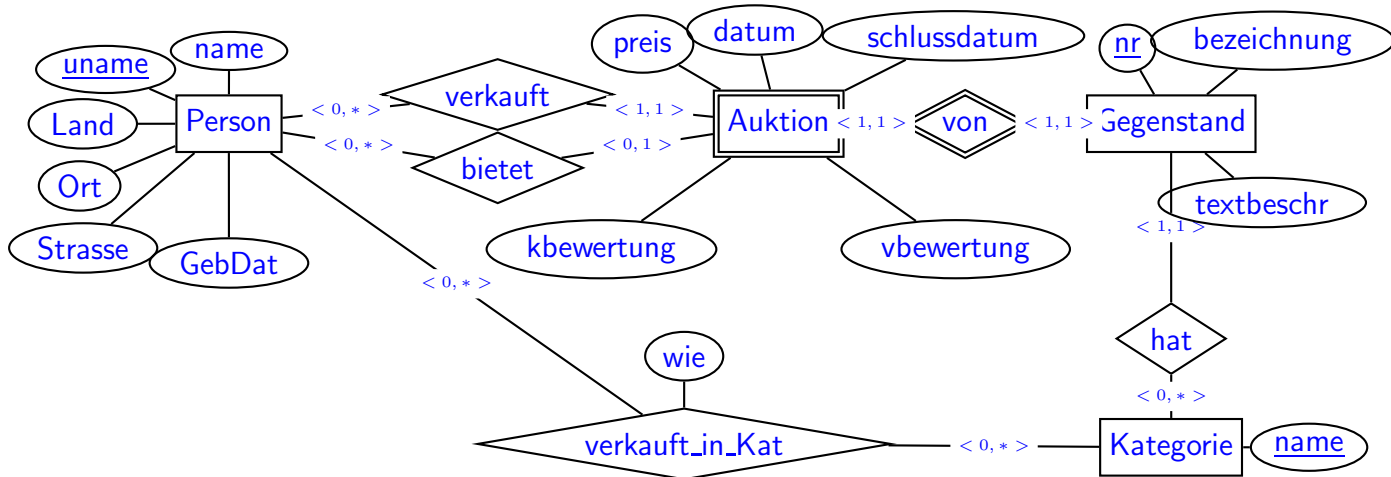 name
preis
datum
schlussdatum
nr
bezeichnung
uname
verkauft
< 0, ∗ >
< 1, 1 >
Land
Person
Auktion
< 1, 1 >
von
< 1, 1 >
Gegenstand
< 0, ∗ >
< 0, 1 >
bietet
Ort
textbeschr
Strasse
GebDat
kbewertung
vbewertung
< 1, 1 >
< 0, ∗ >
hat
wie
< 0, ∗ >
verkauft_in_Kat
< 0, ∗ >
Kategorie
name